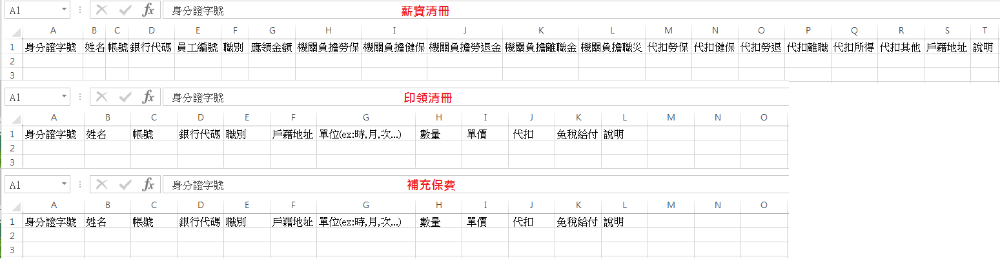 A1 fx 身分證字號 薪資清冊
A B C D E F G H I J K L M N O P Q R S T
1 身分證字號 姓名 帳號 銀行代碼 員工編號 職別 應領金額 機關負擔勞保 機關負擔健保 機關負擔勞退金 機關負擔離職金 機關負擔職災 代扣勞保 代扣健保 代扣勞退 代扣離職 代扣所得 代扣其他 戶籍地址 說明
2
3
A1 fx 身分證字號 印領清冊
A B C D E F G H I J K L M N O
1 身分證字號 姓名 帳號 銀行代碼 職別 戶籍地址 單位(ex:時,月,次...) 數量 單價 代扣 免稅給付 說明
2
3
A1 fx 身分證字號 補充保費
A B C D E F G H I J K L M N O
1 身分證字號 姓名 帳號 銀行代碼 職別 戶籍地址 單位(ex:時,月,次...) 數量 單價 代扣 免稅給付 說明
2
3